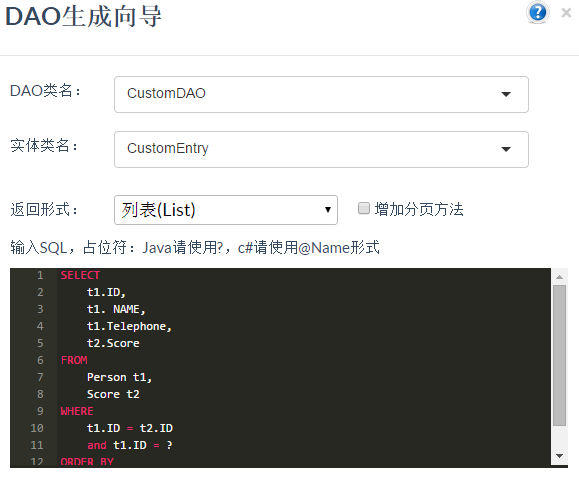 DAO生成向导
DAO类名：
CustomDAO
实体类名：
CustomEntry
返回形式：
列表(List)
增加分页方法
输入SQL，占位符：Java请使用?，c#请使用@Name形式
1 SELECT
2 t1.ID,
3 t1. NAME,
4 t1.Telephone,
5 t2.Score
6 FROM
7 Person t1,
8 Score t2
9 WHERE
10 t1.ID = t2.ID
11 and t1.ID = ?
12 ORDER BY